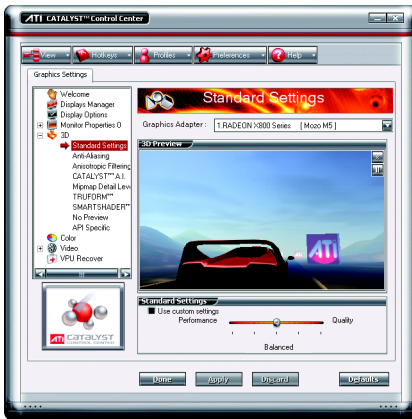 ATI CATALYST™ Control Center
View Hotkeys Profiles Preferences Help
Graphics Settings
Welcome
Displays Manager
Display Options
Monitor Properties 0
3D
Standard Settings
Anti-Aliasing
Anisotropic Filtering
CATALYST™ A.I.
Mipmap Detail Leve
TRUFORM™
SMARTSHADER™
No Preview
API Specific
Color
Video
VPU Recover
ATI CATALYST
CONTROL CENTER
Standard Settings
Graphics Adapter : 1.RADEON X800 Series [ Mozo M5 ]
3D Preview
ATI
Standard Settings
Use custom settings
Performance Quality
Balanced
Done Apply Discard Defaults